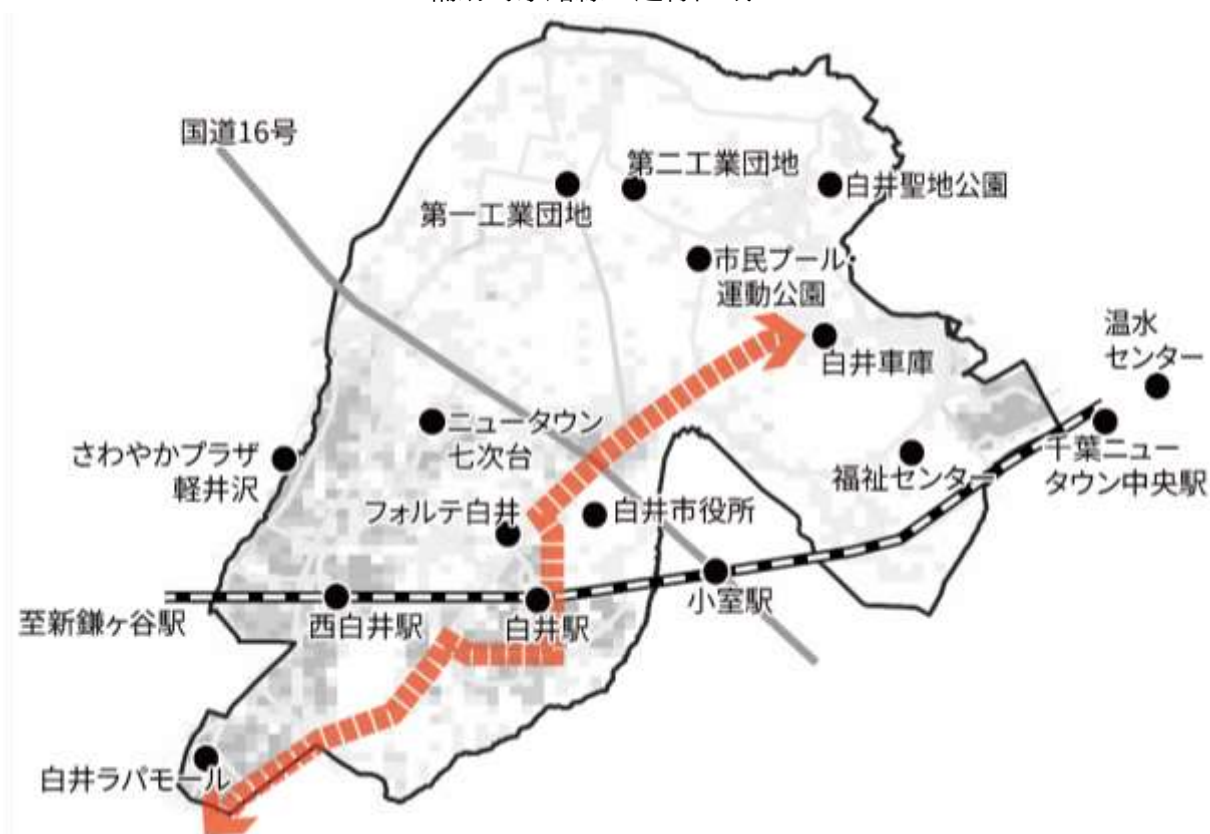 国道16号
第二工業団地
第一工業団地
白井聖地公園
市民プール・
運動公園
温水
センター
白井車庫
ニュータウン
七次台
さわやかプラザ
軽井沢
千葉ニュー
タウン中央駅
福祉センター
フォルテ白井
白井市役所
至新鎌ヶ谷駅
西白井駅
白井駅
小室駅
白井ラパモール